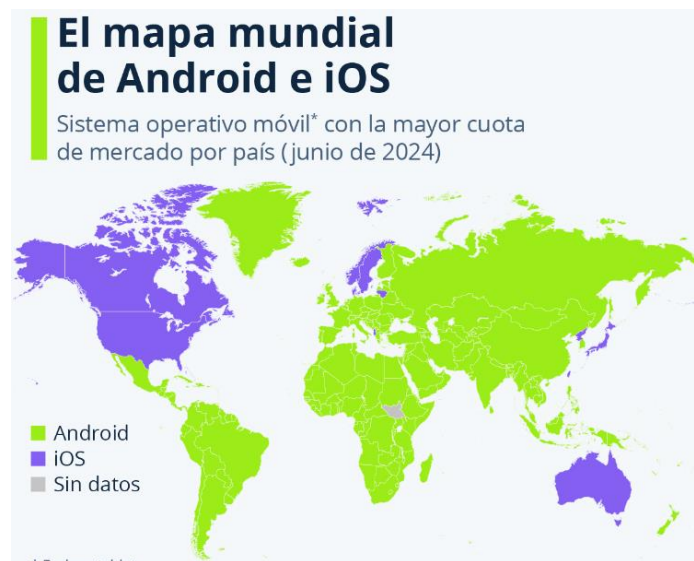 El mapa mundial
de Android e iOS
Sistema operativo móvil* con la mayor cuota
de mercado por país (junio de 2024)
Android
iOS
Sin datos